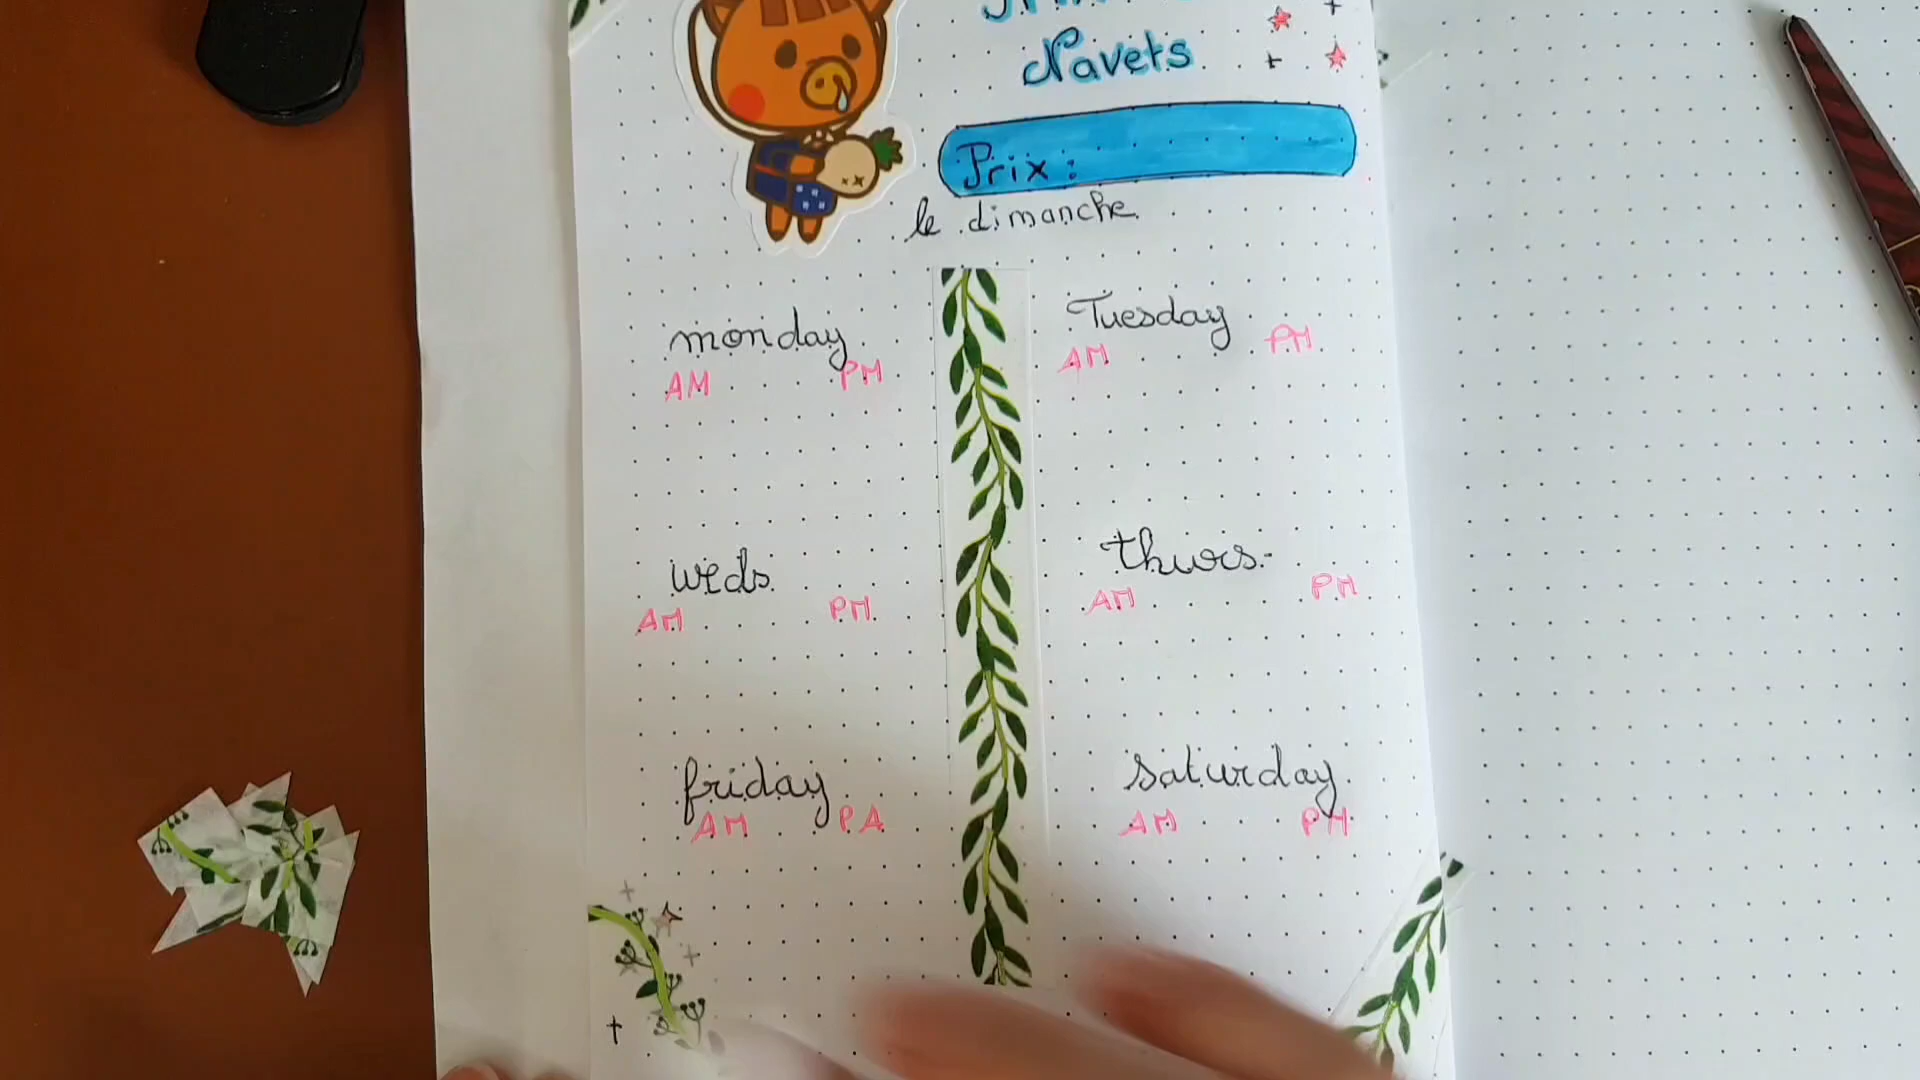 Navets
Prix :
le dimanche
monday
AM PM
Tuesday
AM PM
weds
AM PM
thurs.
AM PM
friday
AM PA
saturday
AM PM